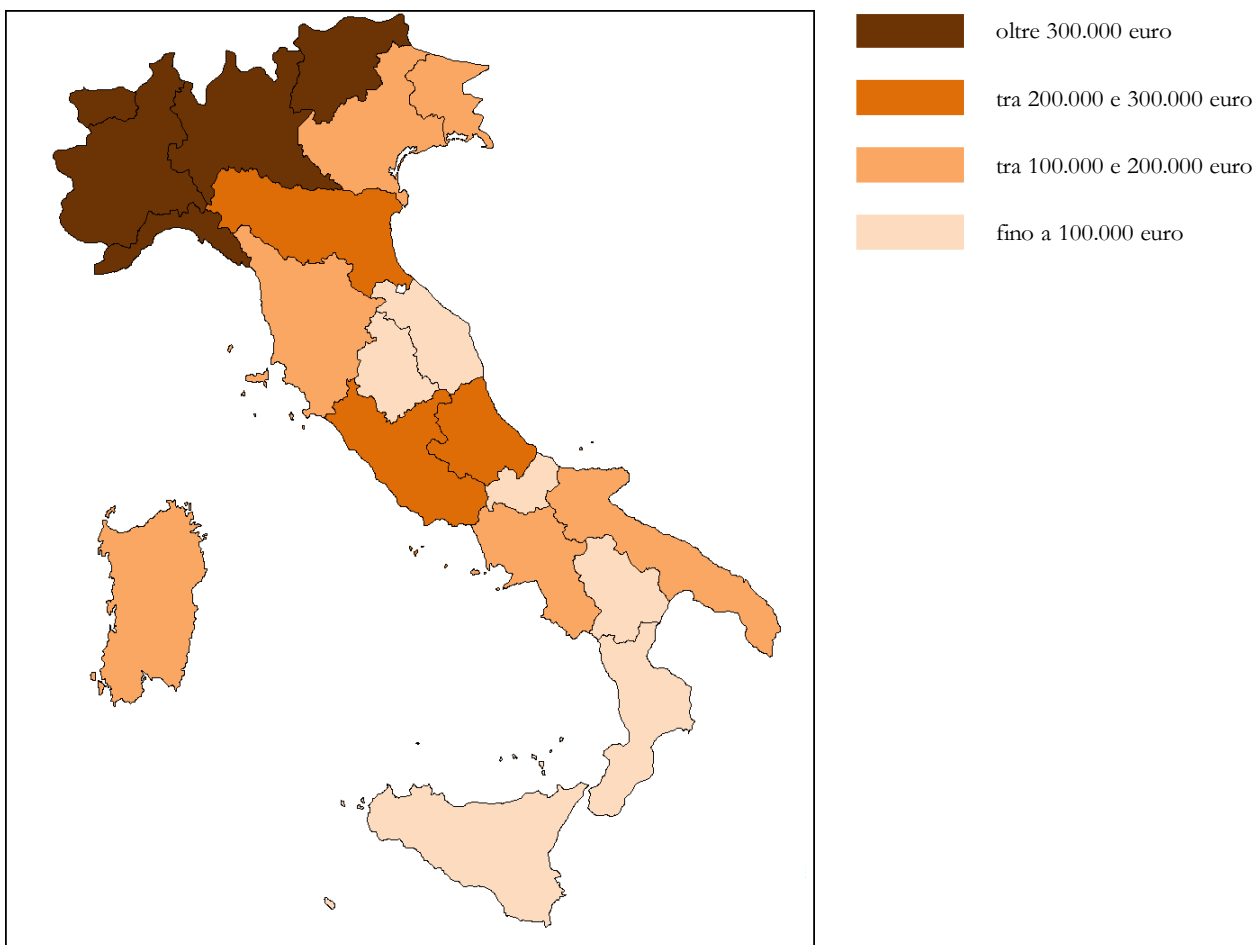 oltre 300.000 euro
tra 200.000 e 300.000 euro
tra 100.000 e 200.000 euro
fino a 100.000 euro